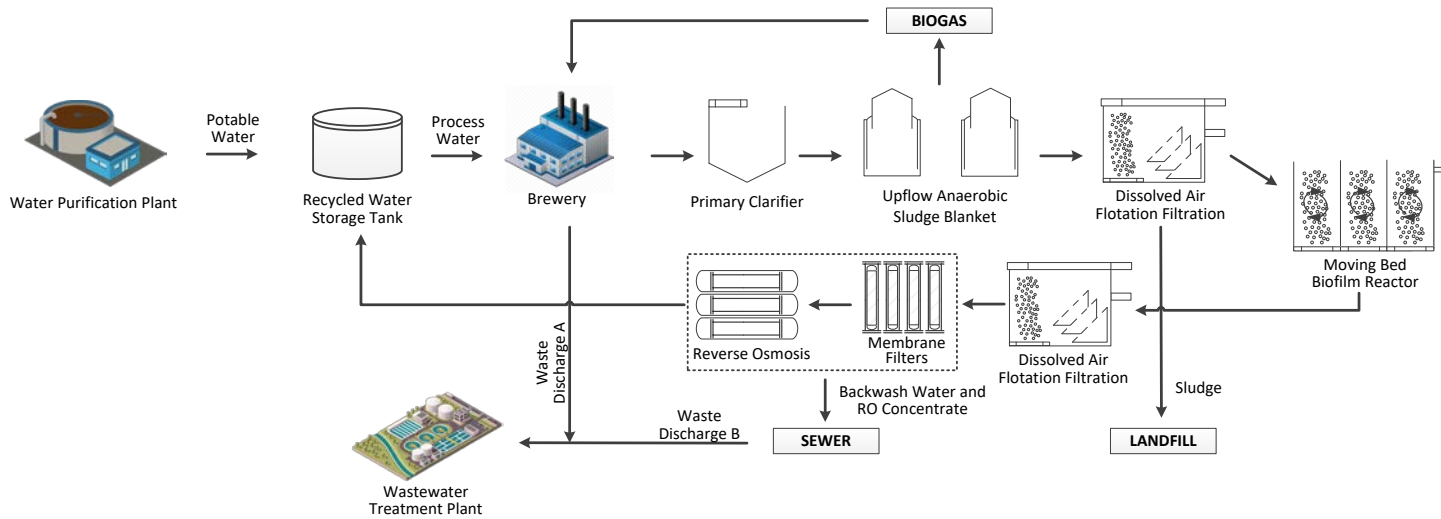 BIOGAS
Potable
Water
Process
Water
Water Purification Plant
Recycled Water
Storage Tank
Brewery
Primary Clarifier
Upflow Anaerobic
Sludge Blanket
Dissolved Air
Flotation Filtration
Moving Bed
Biofilm Reactor
Reverse Osmosis
Membrane
Filters
Dissolved Air
Flotation Filtration
Waste
Discharge A
Backwash Water and
RO Concentrate
Sludge
Waste
Discharge B
SEWER
LANDFILL
Wastewater
Treatment Plant